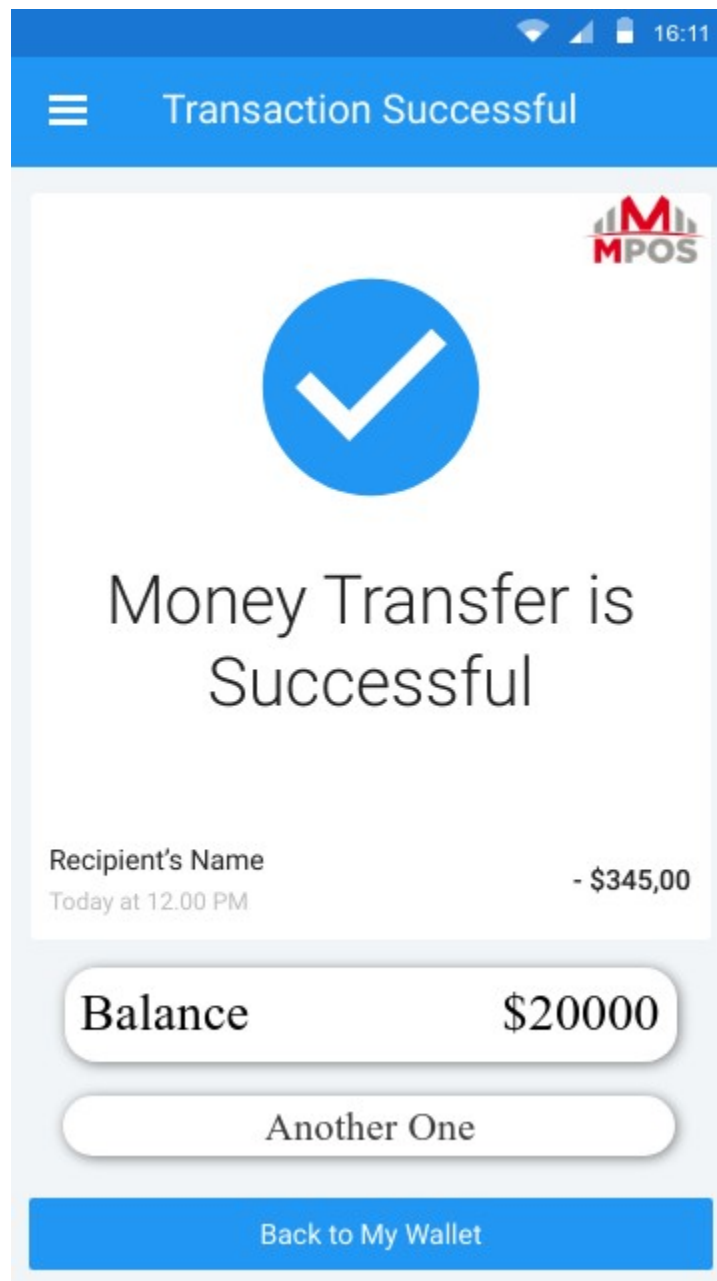 16:11
Transaction Successful
M
MPOS
Money Transfer is
Successful
Recipient's Name
- $345,00
Today at 12.00 PM
Balance $20000
Another One
Back to My Wallet